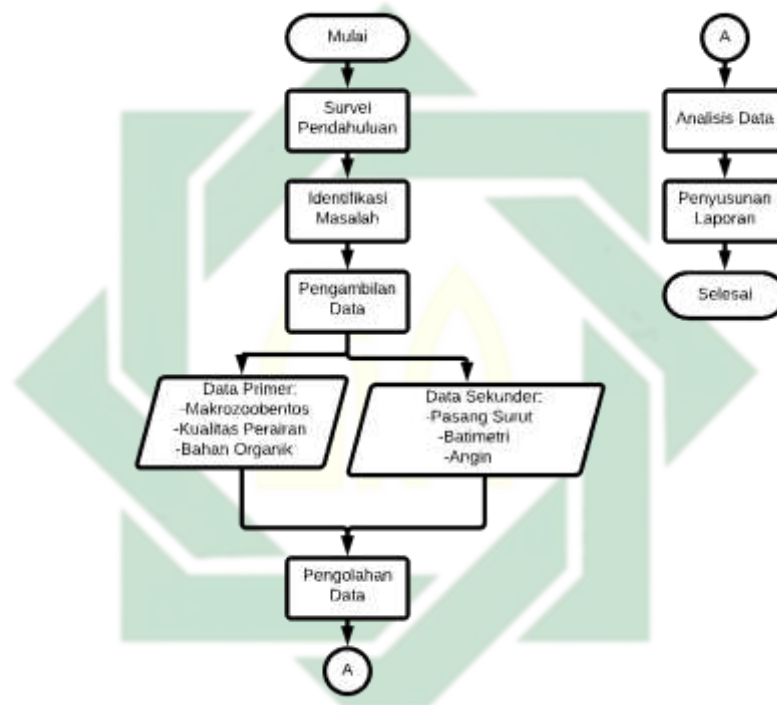 Mulai
Survei
Pendahuluan
Identifikasi
Masalah
Pengambilan
Data
Data Primer:
-Makrozoobentos
-Kualitas Perairan
-Bahan Organik
Data Sekunder:
-Pasang Surut
-Batimetri
-Angin
Pengolahan
Data
A
A
Analisis Data
Penyusunan
Laporan
Selesai